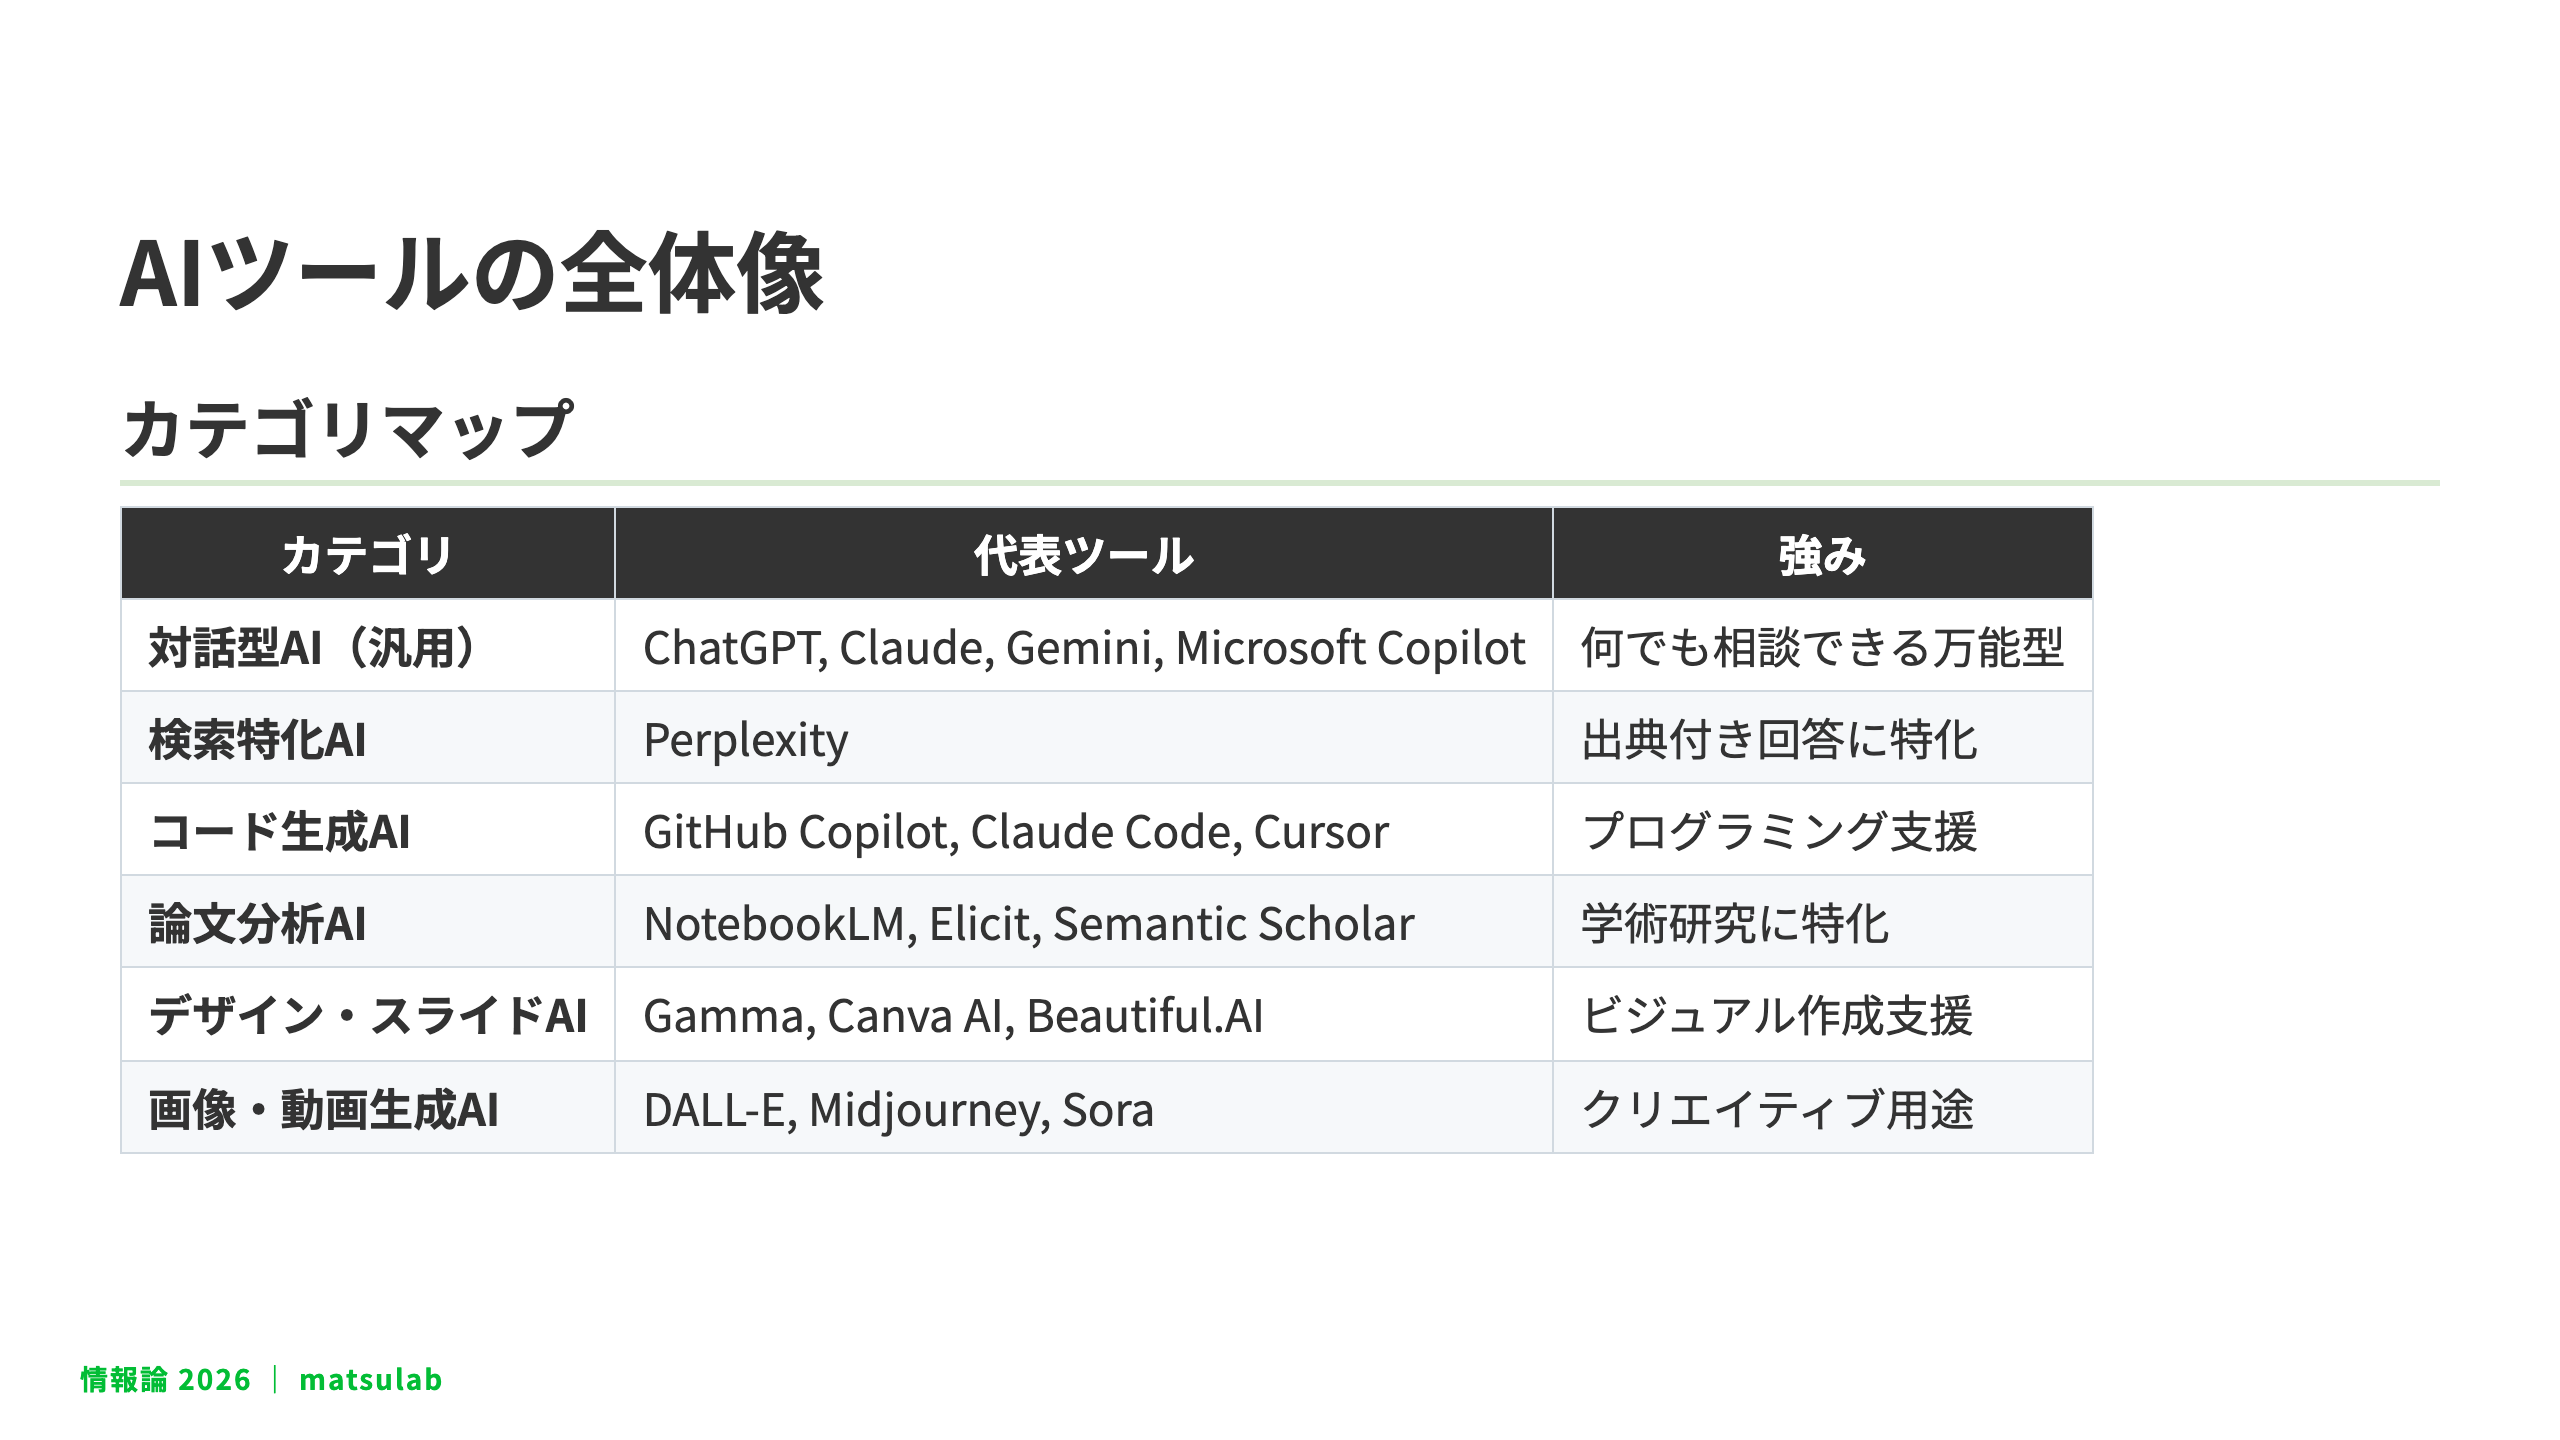 AIツールの全体像
カテゴリマップ
カテゴリ 代表ツール 強み
対話型AI（汎用） ChatGPT, Claude, Gemini, Microsoft Copilot 何でも相談できる万能型
検索特化AI Perplexity 出典付き回答に特化
コード生成AI GitHub Copilot, Claude Code, Cursor プログラミング支援
論文分析AI NotebookLM, Elicit, Semantic Scholar 学術研究に特化
デザイン・スライドAI Gamma, Canva AI, Beautiful.AI ビジュアル作成支援
画像・動画生成AI DALL-E, Midjourney, Sora クリエイティブ用途
情報論 2026 ｜ matsulab